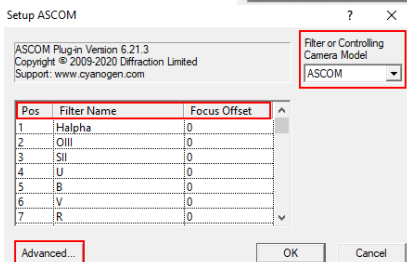 Setup ASCOM ? X
ASCOM Plug-in Version 6.21.3
Copyright © 2009-2020 Diffraction Limited
Support: www.cyanogen.com
Filter or Controlling
Camera Model
ASCOM
Pos Filter Name Focus Offset
1 Halpha 0
2 OIII 0
3 SII 0
4 U 0
5 B 0
6 V 0
7 R 0
Advanced... OK Cancel